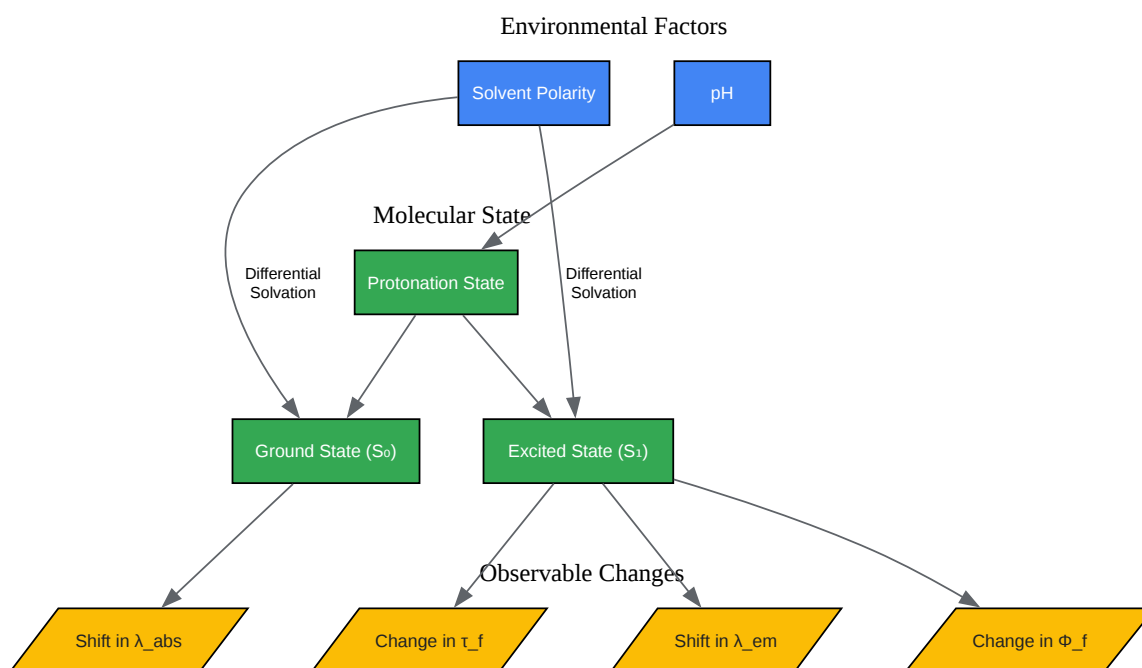 Environmental Factors
Solvent Polarity
pH
Molecular State
Differential
Solvation
Protonation State
Differential
Solvation
Ground State (S₀)
Excited State (S₁)
Observable Changes
Shift in λ_abs
Change in τ_f
Shift in λ_em
Change in Φ_f